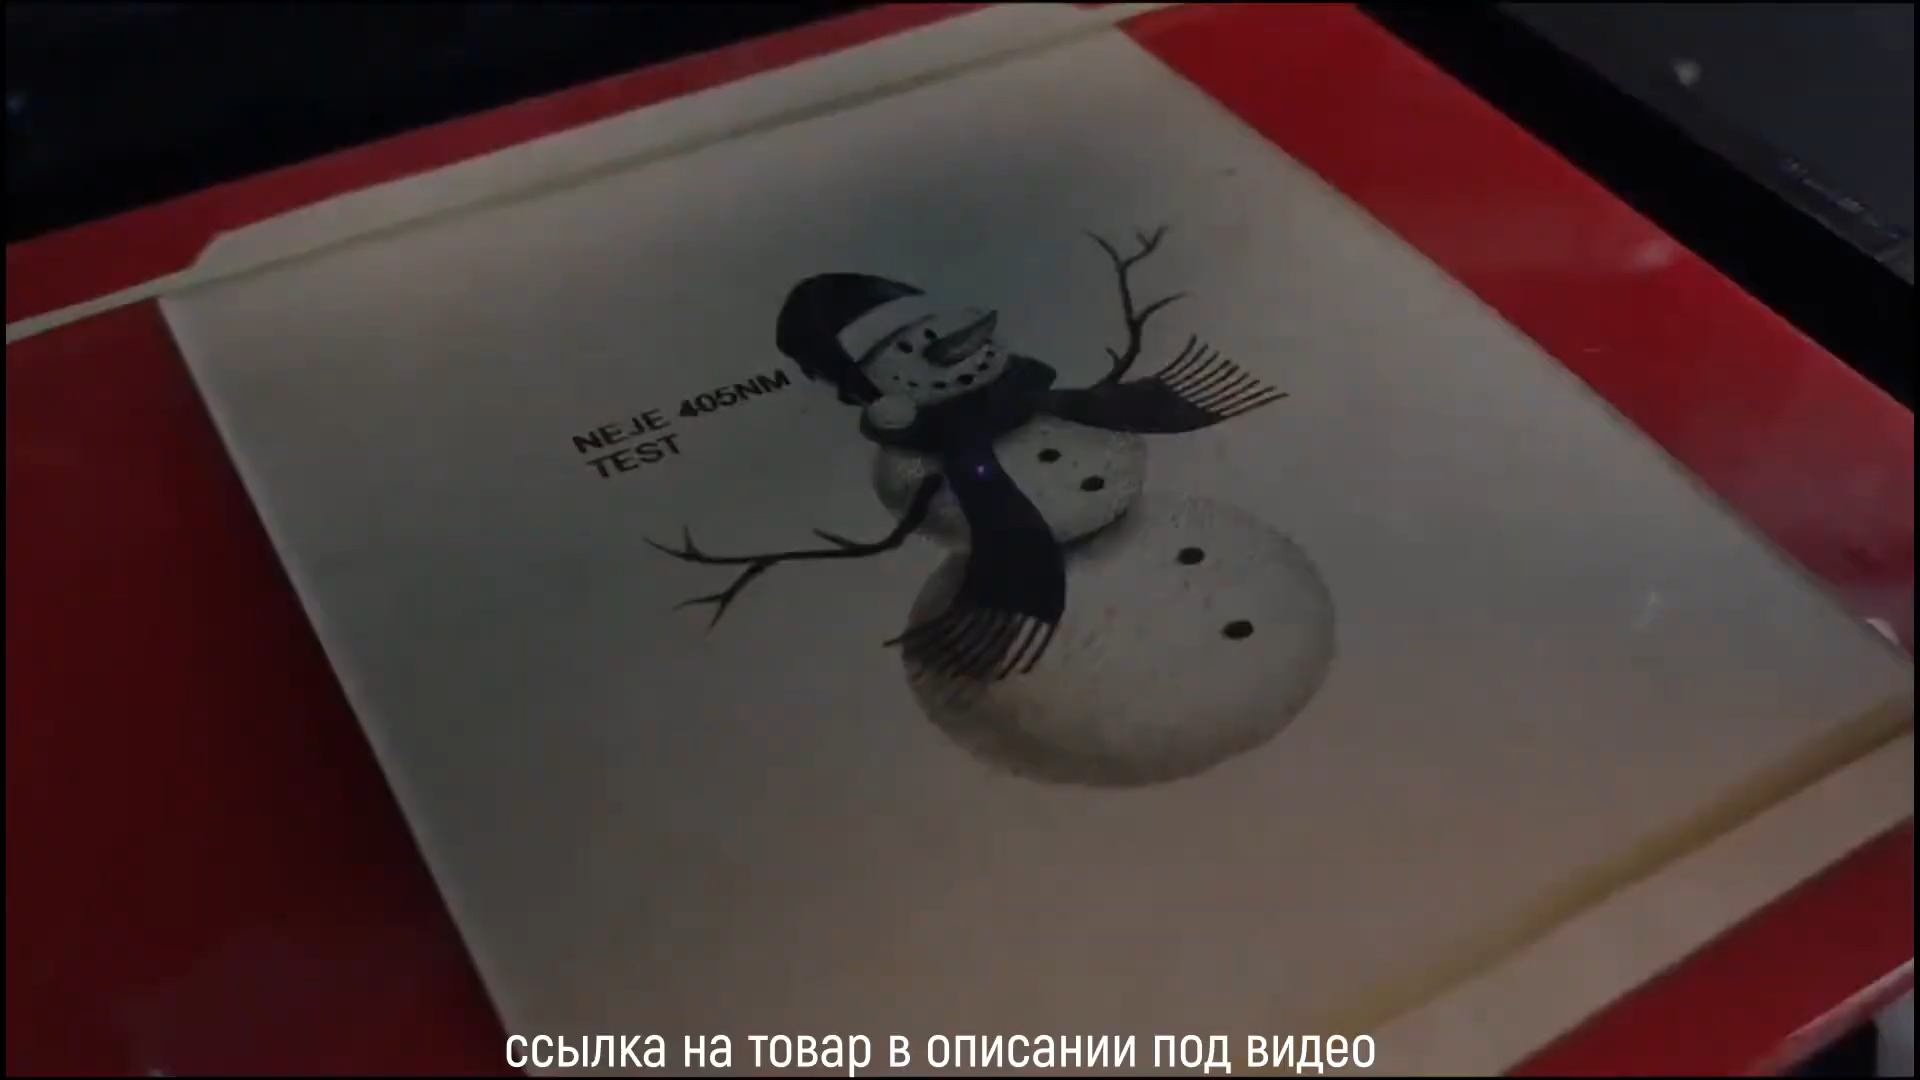 NEJE 405NM
TEST
ссылка на товар в описании под видео